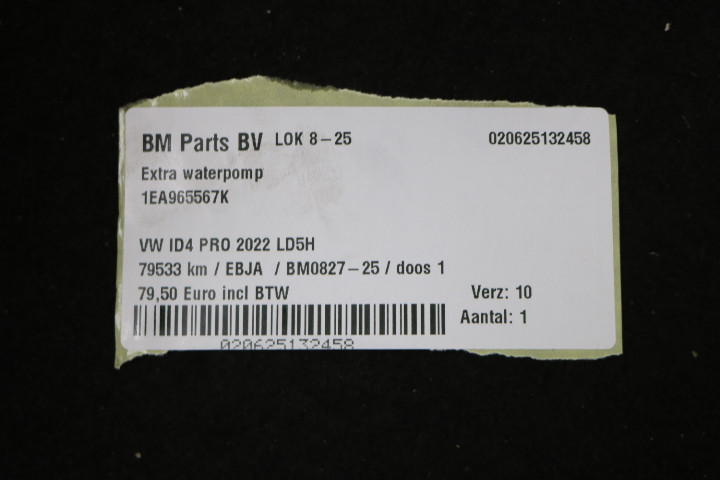 BM Parts BV LOK 8-25 020625132458
Extra waterpomp
1EA965567K
VW ID4 PRO 2022 LD5H
79533 km / EBJA / BM0827-25 / doos 1
79,50 Euro incl BTW Verz: 10
Aantal: 1
020625132458